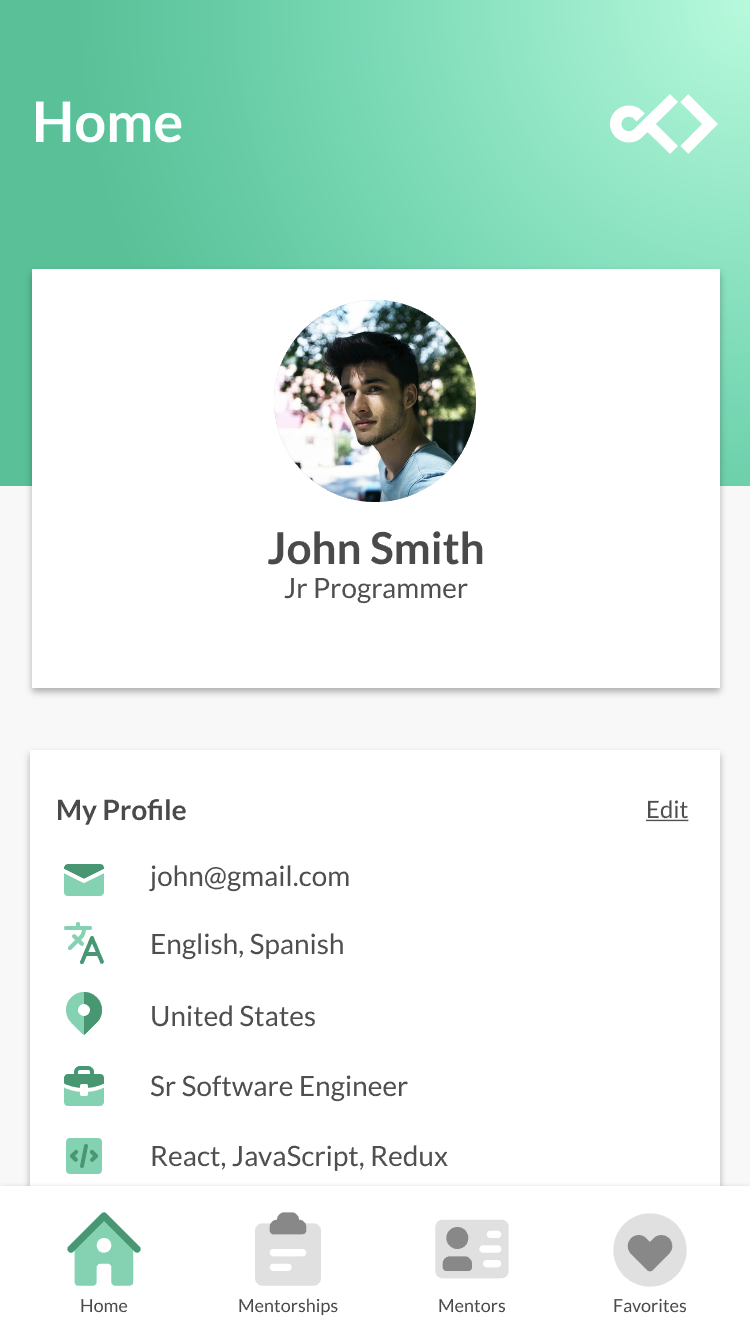 Home
John Smith
Jr Programmer
My Profile
Edit
john@gmail.com
English, Spanish
United States
Sr Software Engineer
React, JavaScript, Redux
Home
Mentorships
Mentors
Favorites